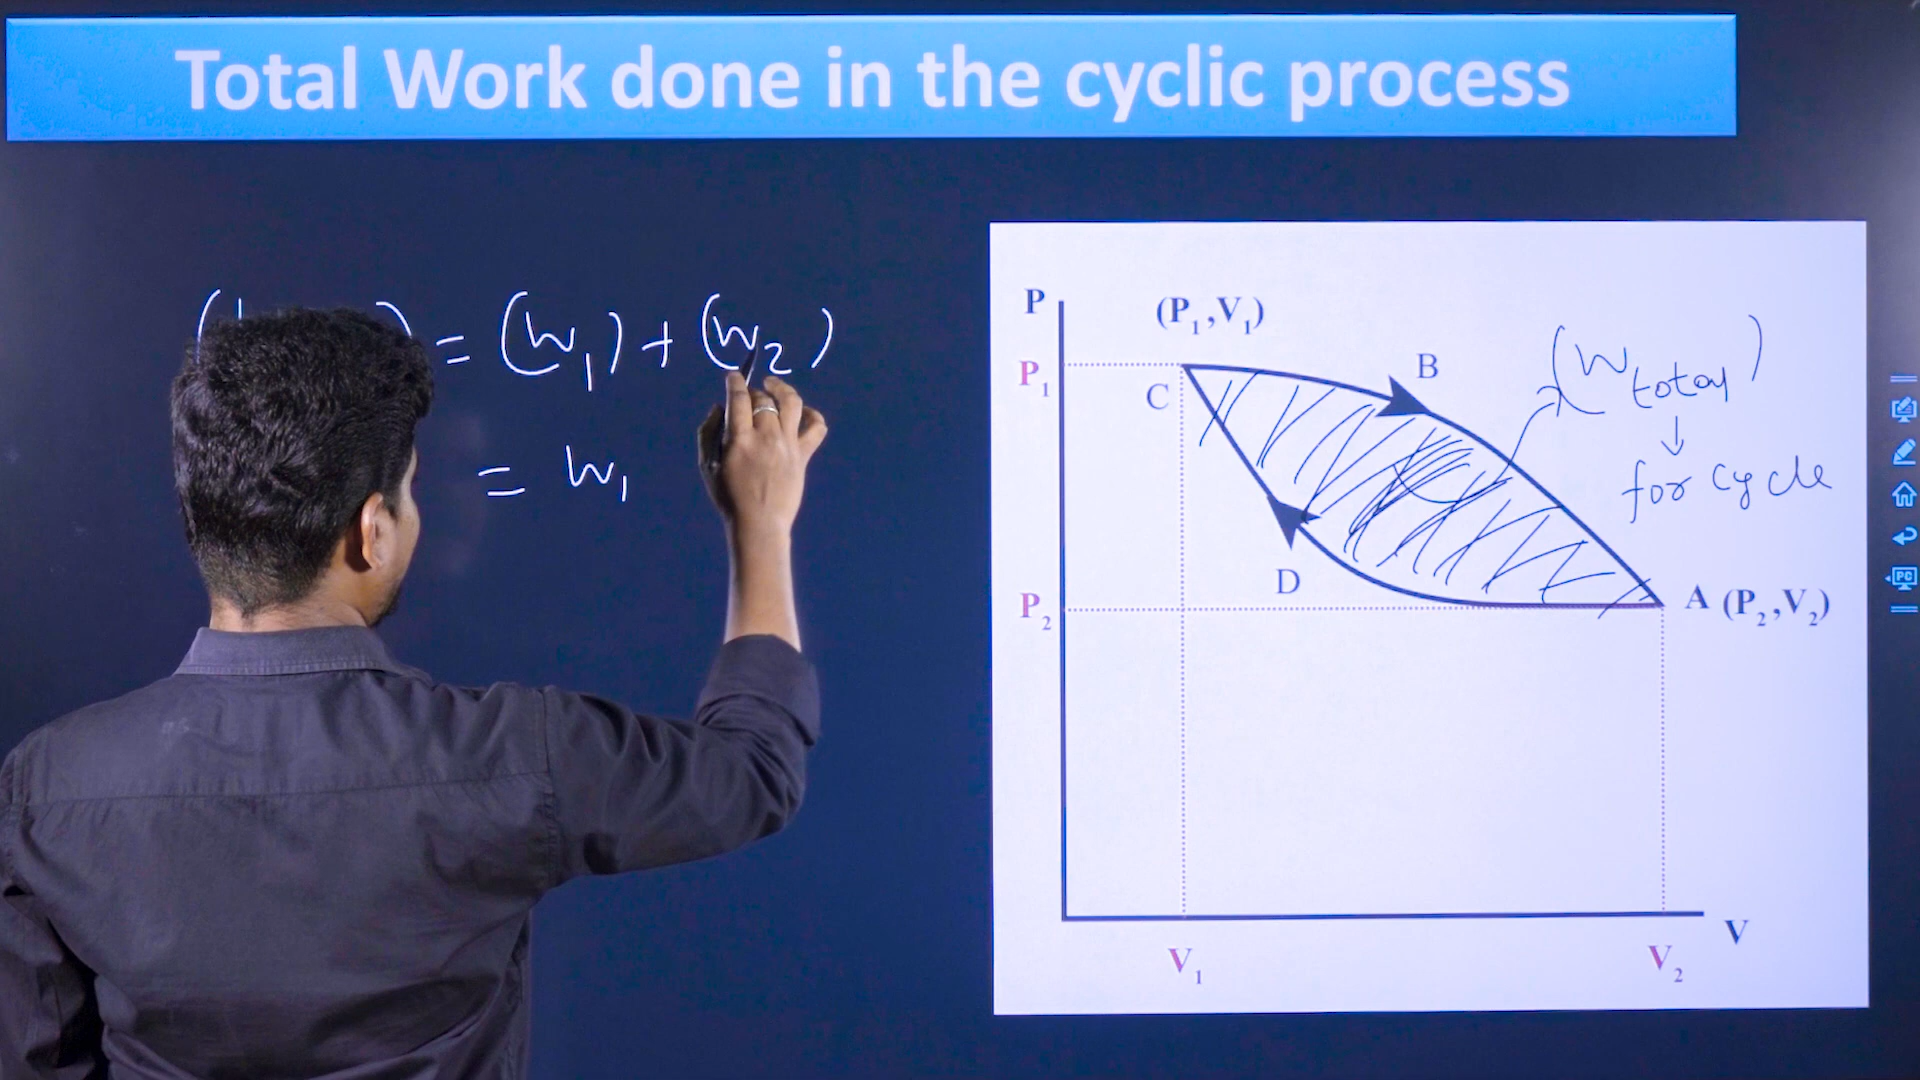 Total Work done in the cyclic process
( ) = (W₁) + (W₂)
= W₁
P
(P₁,V₁)
P₁
C
B
(W total)
↓
for cycle
D
P₂
A (P₂,V₂)
V
V₁
V₂
PC